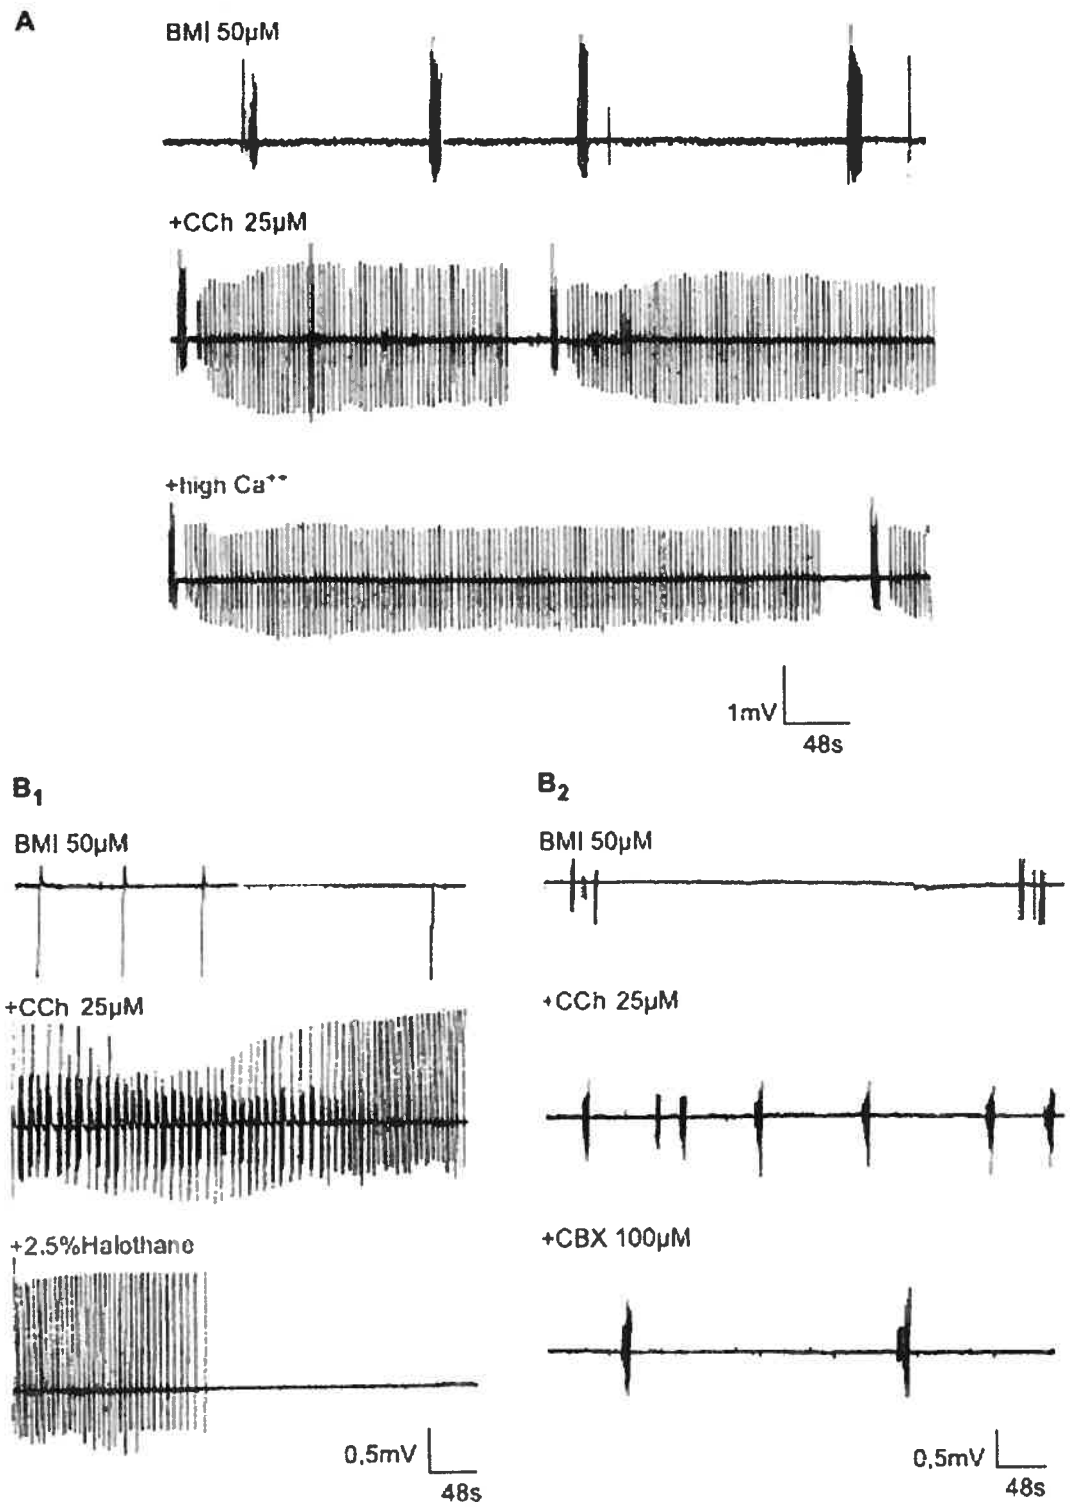 A
BMI 50µM
+CCh 25µM
+high Ca⁺⁺
1mV
48s
B₁
B₂
BMI 50µM
BMI 50µM
+CCh 25µM
+CCh 25µM
+2.5%Halothane
+CBX 100µM
0,5mV
48s
0,5mV
48s